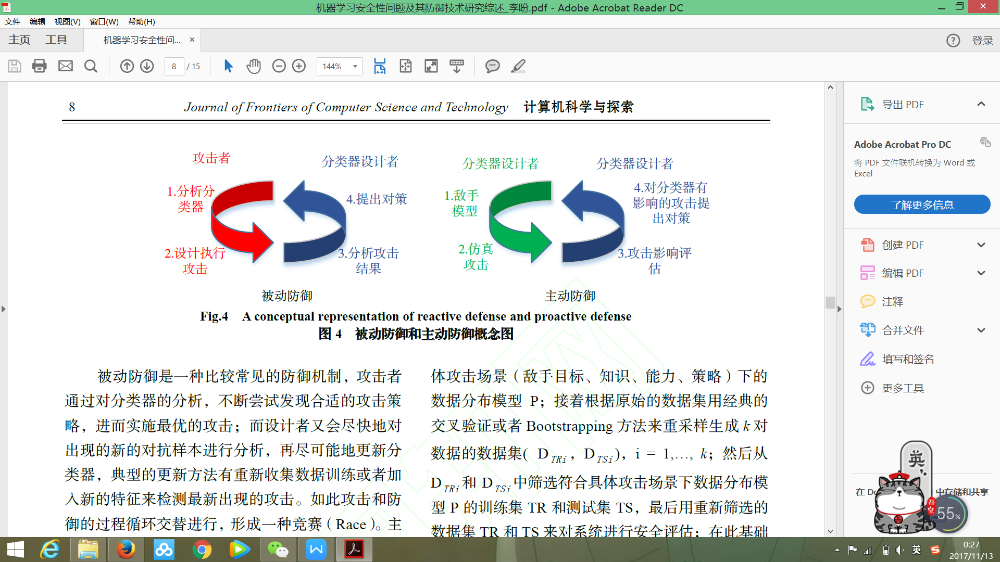 机器学习安全性问题及其防御技术研究综述_李盼.pdf - Adobe Acrobat Reader DC
文件 编辑 视图(V) 窗口(W) 帮助(H)
主页 工具 机器学习安全性问... × 登录
8 / 15 144%
8 Journal of Frontiers of Computer Science and Technology 计算机科学与探索
攻击者
分类器设计者
1.分析分
类器
4.提出对策
2.设计执行
攻击
3.分析攻击
结果
被动防御
分类器设计者
分类器设计者
1.敌手
模型
4.对分类器有
影响的攻击提
出对策
2.仿真
攻击
3.攻击影响评
估
主动防御
Fig.4 A conceptual representation of reactive defense and proactive defense
图 4 被动防御和主动防御概念图
被动防御是一种比较常见的防御机制，攻击者
通过对分类器的分析，不断尝试发现合适的攻击策
略，进而实施最优的攻击；而设计者又会尽快地对
出现的新的对抗样本进行分析，再尽可能地更新分
类器，典型的更新方法有重新收集数据训练或者加
入新的特征来检测最新出现的攻击。如此攻击和防
御的过程循环交替进行，形成一种竞赛（Race）。主
体攻击场景（敌手目标、知识、能力、策略）下的
数据分布模型 P；接着根据原始的数据集用经典的
交叉验证或者 Bootstrapping 方法来重采样生成 k 对
数据的数据集( D TRi , D TSi )，i = 1,…, k；然后从
D TRi 和 D TSi 中筛选符合具体攻击场景下数据分布模
型 P 的训练集 TR 和测试集 TS，最后用重新筛选的
数据集 TR 和 TS 来对系统进行安全评估；在此基础
导出 PDF
Adobe Acrobat Pro DC
将 PDF 文件联机转换为 Word 或
Excel
了解更多信息
创建 PDF
编辑 PDF
注释
合并文件
填写和签名
更多工具
英
在 Do
中存储和共享
吾皇
55%
英
0:27
2017/11/13